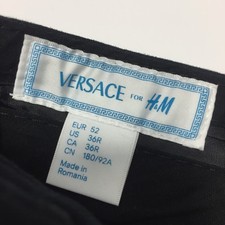 VERSACE FOR H&M
EUR 52
US 36R
CA 36R
CN 180/92A
Made in
Romania